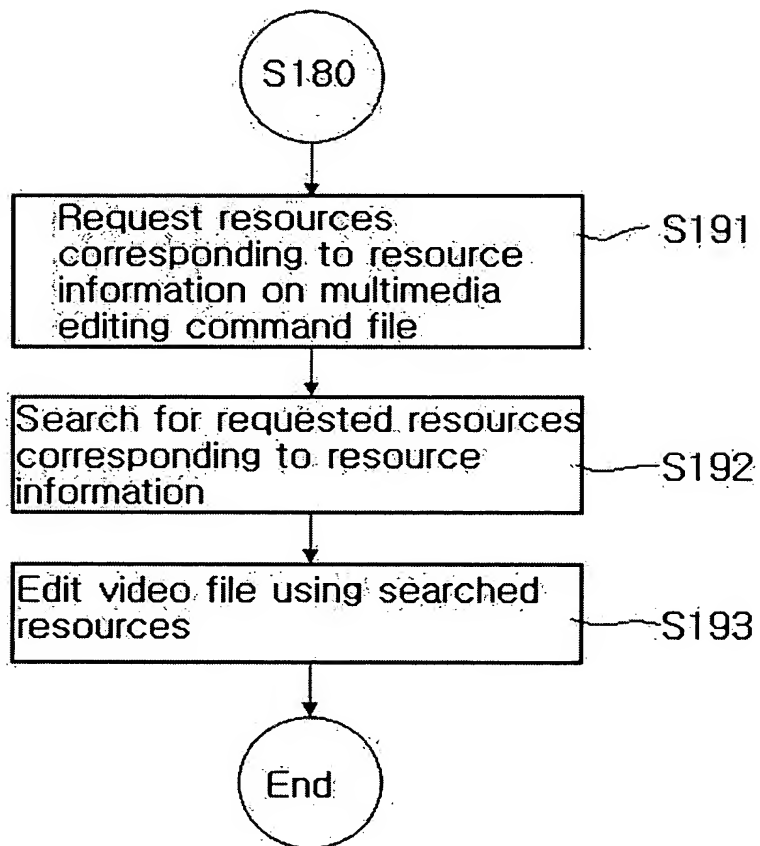 S180
Request resources
corresponding to resource
information on multimedia
editing command file
S191
Search for requested resources
corresponding to resource
information
S192
Edit video file using searched
resources
S193
End